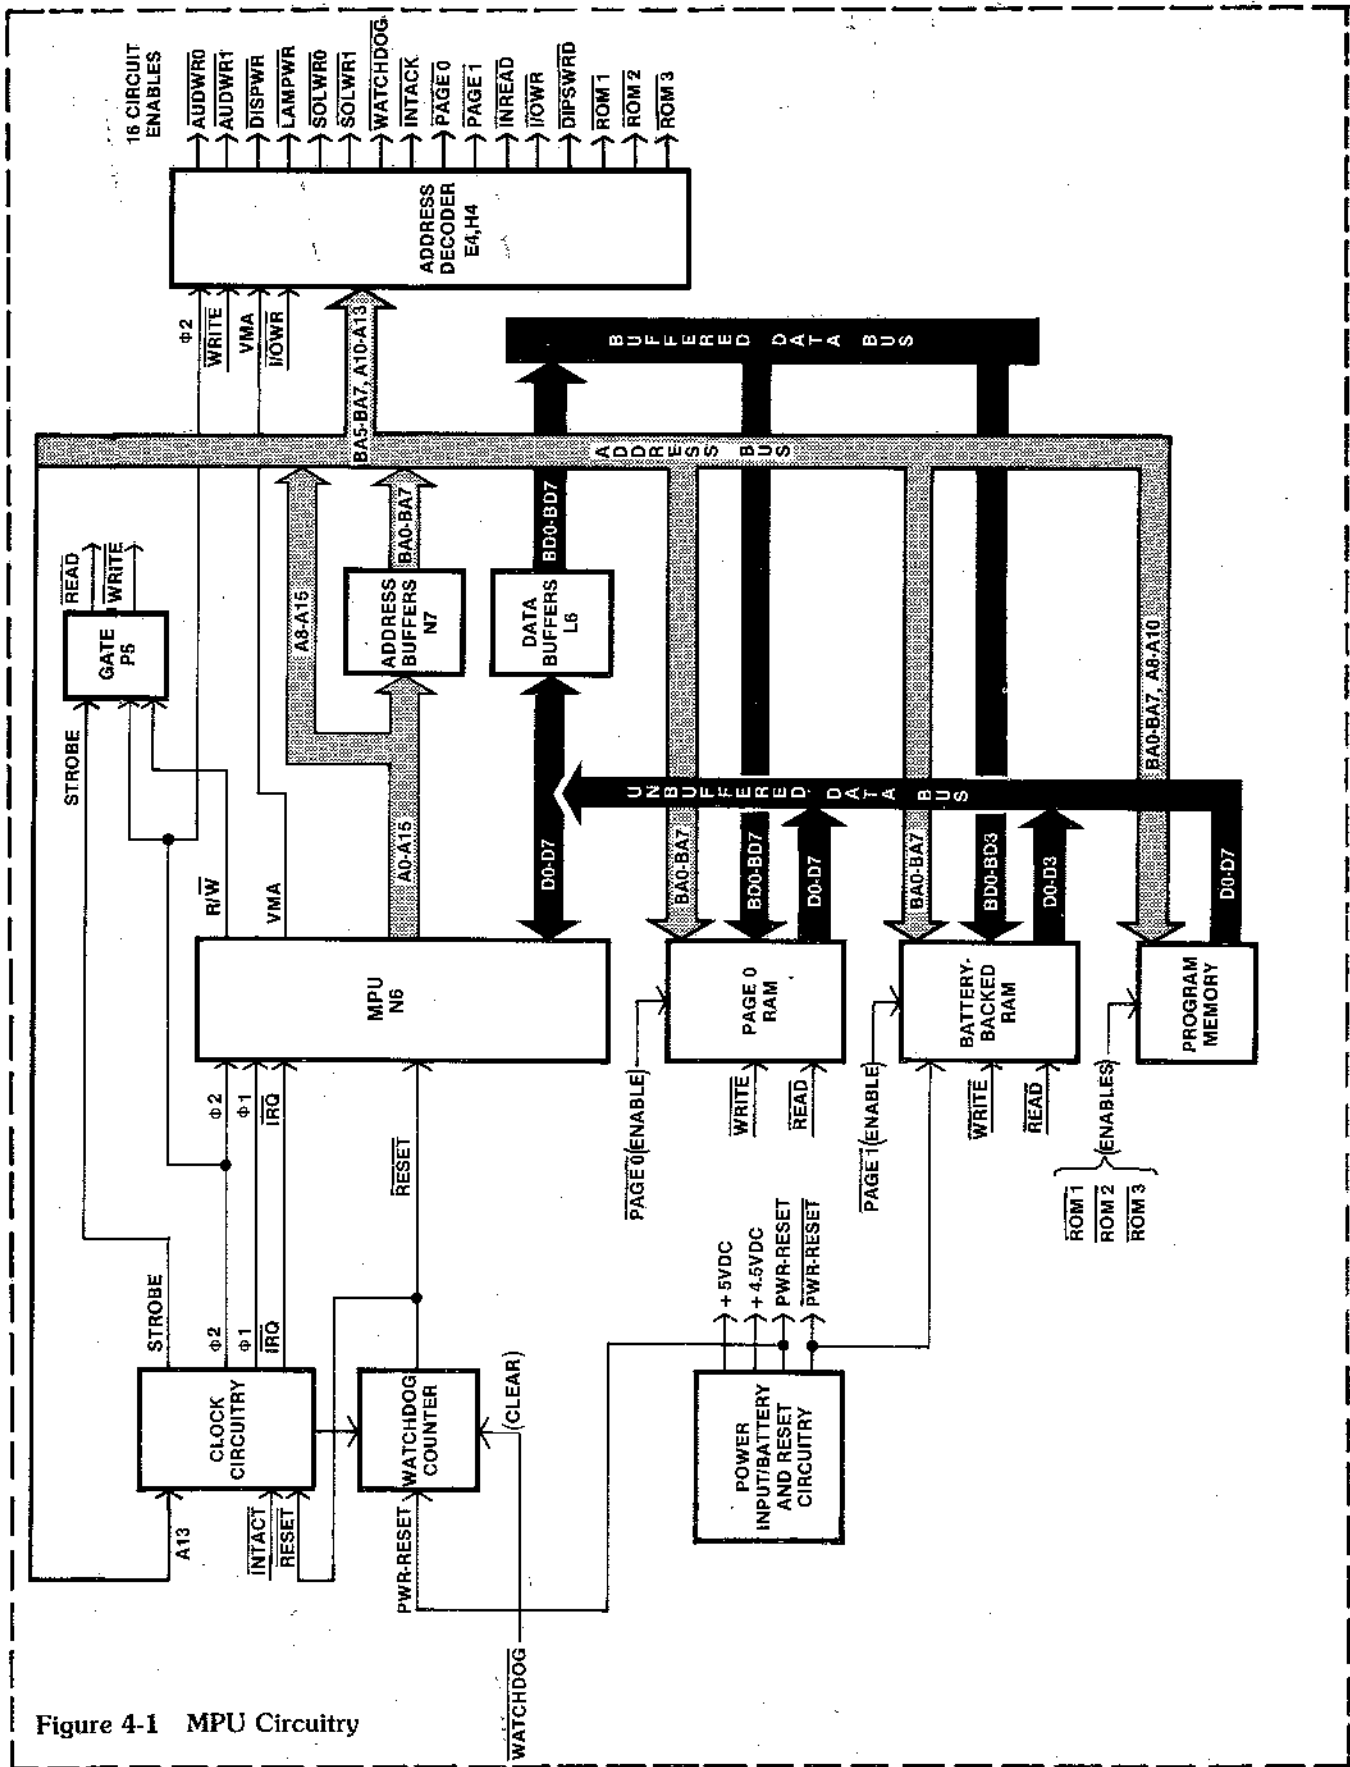 16 CIRCUIT
ENABLES
AUDWR0
AUDWR1
DISPWR
LAMPWR
SOLWR0
SOLWR1
WATCHDOG
INTACK
PAGE 0
PAGE 1
INREAD
I/OWR
DIPSWRD
ROM 1
ROM 2
ROM 3
ADDRESS
DECODER
E4,H4
Φ2
WRITE
VMA
I/OWR
BA5-BA7, A10-A13
BUFFERED DATA BUS
ADDRESS BUS
READ
WRITE
GATE
P5
STROBE
A8-A15
ADDRESS
BUFFERS
N7
BA0-BA7
DATA
BUFFERS
L6
BD0-BD7
UNBUFFERED DATA BUS
R/W
VMA
A0-A15
D0-D7
BA0-BA7
BD0-BD7
D0-D7
BA0-BA7
BD0-BD3
D0-D3
BA0-BA7, A8-A10
D0-D7
MPU
N6
PAGE 0
RAM
BATTERY-
BACKED
RAM
PROGRAM
MEMORY
Φ2
Φ1
IRQ
RESET
PAGE 0(ENABLE)
WRITE
READ
PAGE 1(ENABLE)
WRITE
READ
(ENABLES)
ROM 1
ROM 2
ROM 3
STROBE
Φ2
Φ1
IRQ
+5VDC
+4.5VDC
PWR-RESET
PWR-RESET
CLOCK
CIRCUITRY
WATCHDOG
COUNTER
(CLEAR)
POWER
INPUT/BATTERY
AND RESET
CIRCUITRY
A13
INTACT
RESET
PWR-RESET
WATCHDOG
Figure 4-1 MPU Circuitry